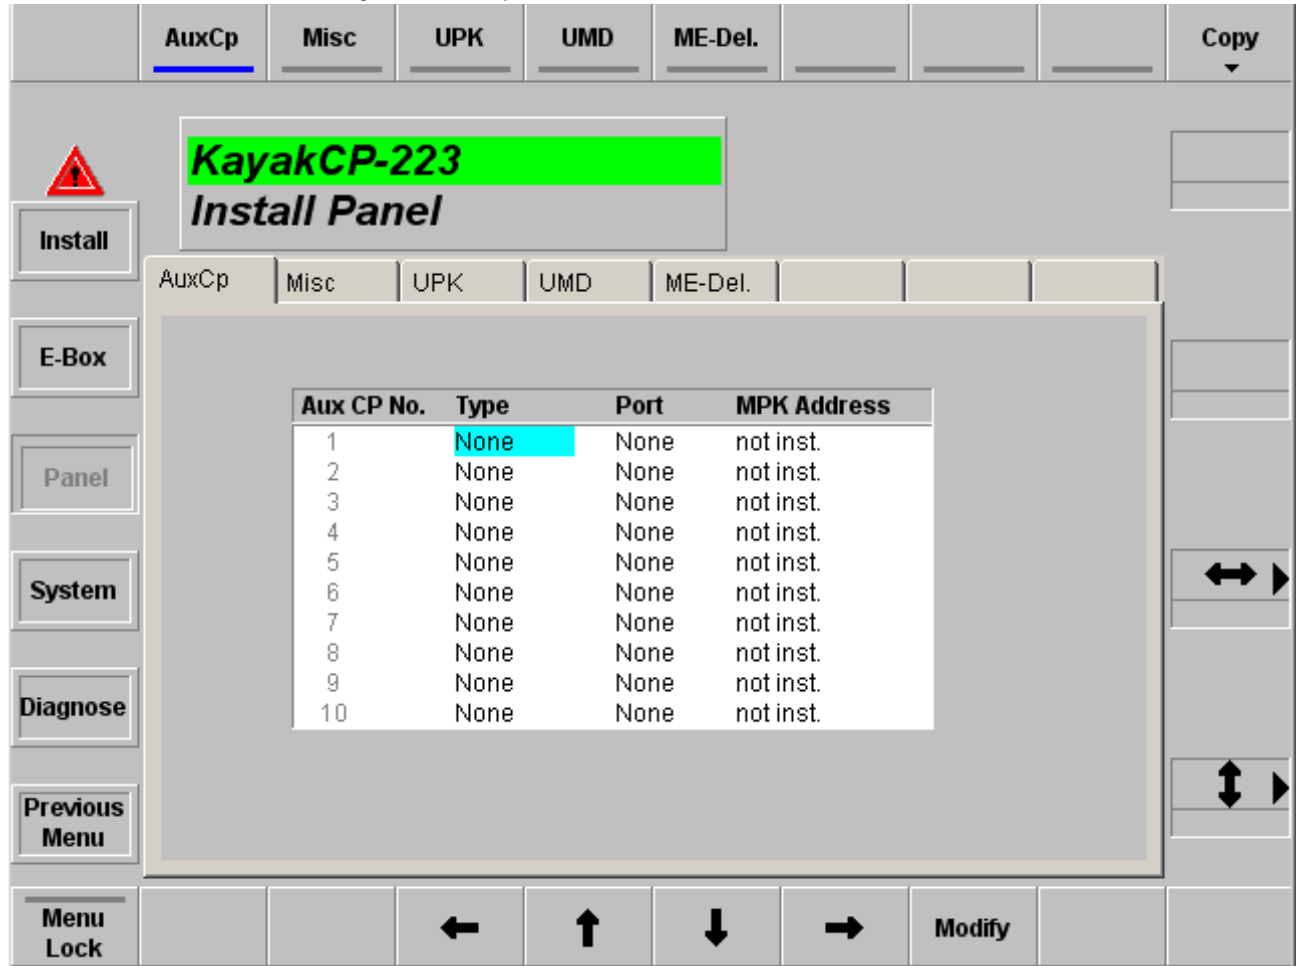 AuxCp Misc UPK UMD ME-Del. Copy
KayakCP-223
Install Panel
Install
AuxCp Misc UPK UMD ME-Del.
E-Box
Aux CP No. Type Port MPK Address
1 None None not inst.
2 None None not inst.
Panel
3 None None not inst.
4 None None not inst.
5 None None not inst.
System
6 None None not inst.
7 None None not inst.
8 None None not inst.
9 None None not inst.
Diagnose
10 None None not inst.
Previous
Menu
Menu
Lock
Modify